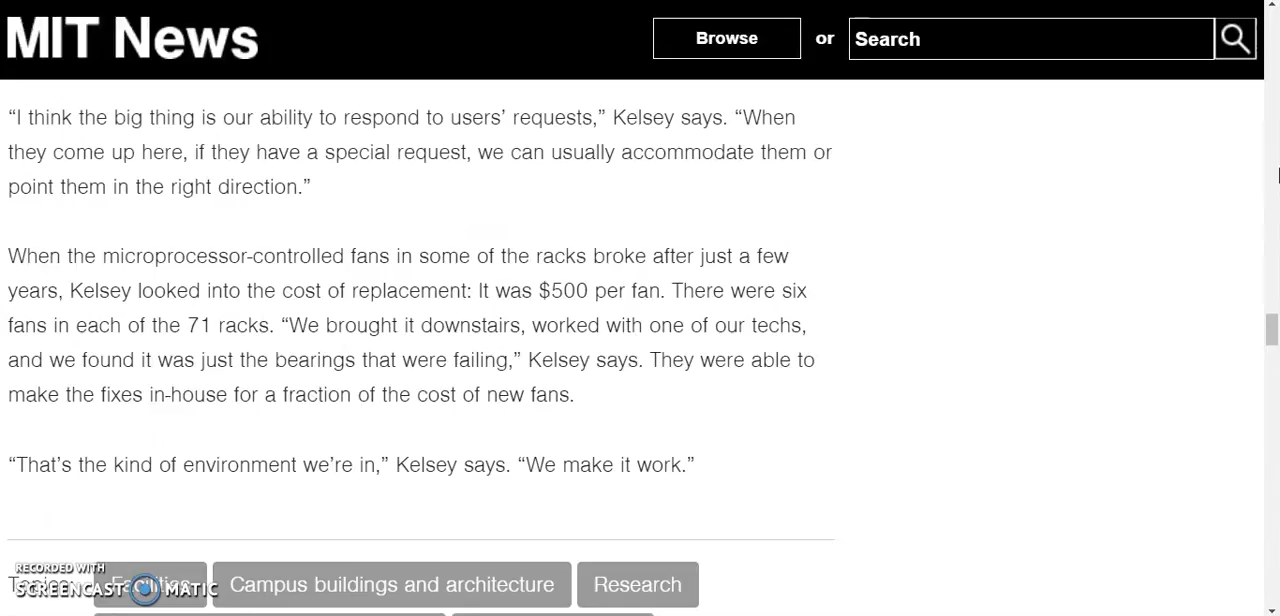 MIT News
Browse or Search
“I think the big thing is our ability to respond to users’ requests,” Kelsey says. “When
they come up here, if they have a special request, we can usually accommodate them or
point them in the right direction.”
When the microprocessor-controlled fans in some of the racks broke after just a few
years, Kelsey looked into the cost of replacement: It was $500 per fan. There were six
fans in each of the 71 racks. “We brought it downstairs, worked with one of our techs,
and we found it was just the bearings that were failing,” Kelsey says. They were able to
make the fixes in-house for a fraction of the cost of new fans.
“That’s the kind of environment we’re in,” Kelsey says. “We make it work.”
RECORDED WITH
SCREENCAST MATIC
Topics: Facilities Campus buildings and architecture Research